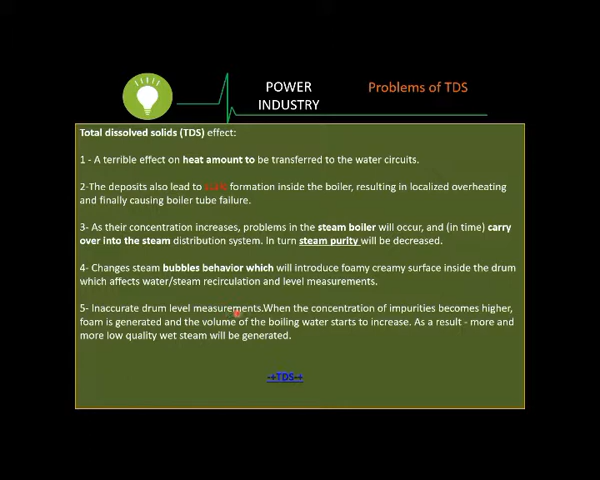 POWER
INDUSTRY
Problems of TDS
Total dissolved solids (TDS) effect:
1 - A terrible effect on heat amount to be transferred to the water circuits.
2-The deposits also lead to formation inside the boiler, resulting in localized overheating
and finally causing boiler tube failure.
3- As their concentration increases, problems in the steam boiler will occur, and (in time) carry
over into the steam distribution system. In turn steam purity will be decreased.
4- Changes steam bubbles behavior which will introduce foamy creamy surface inside the drum
which affects water/steam recirculation and level measurements.
5- Inaccurate drum level measurements.When the concentration of impurities becomes higher,
foam is generated and the volume of the boiling water starts to increase. As a result - more and
more low quality wet steam will be generated.
-+TDS-+